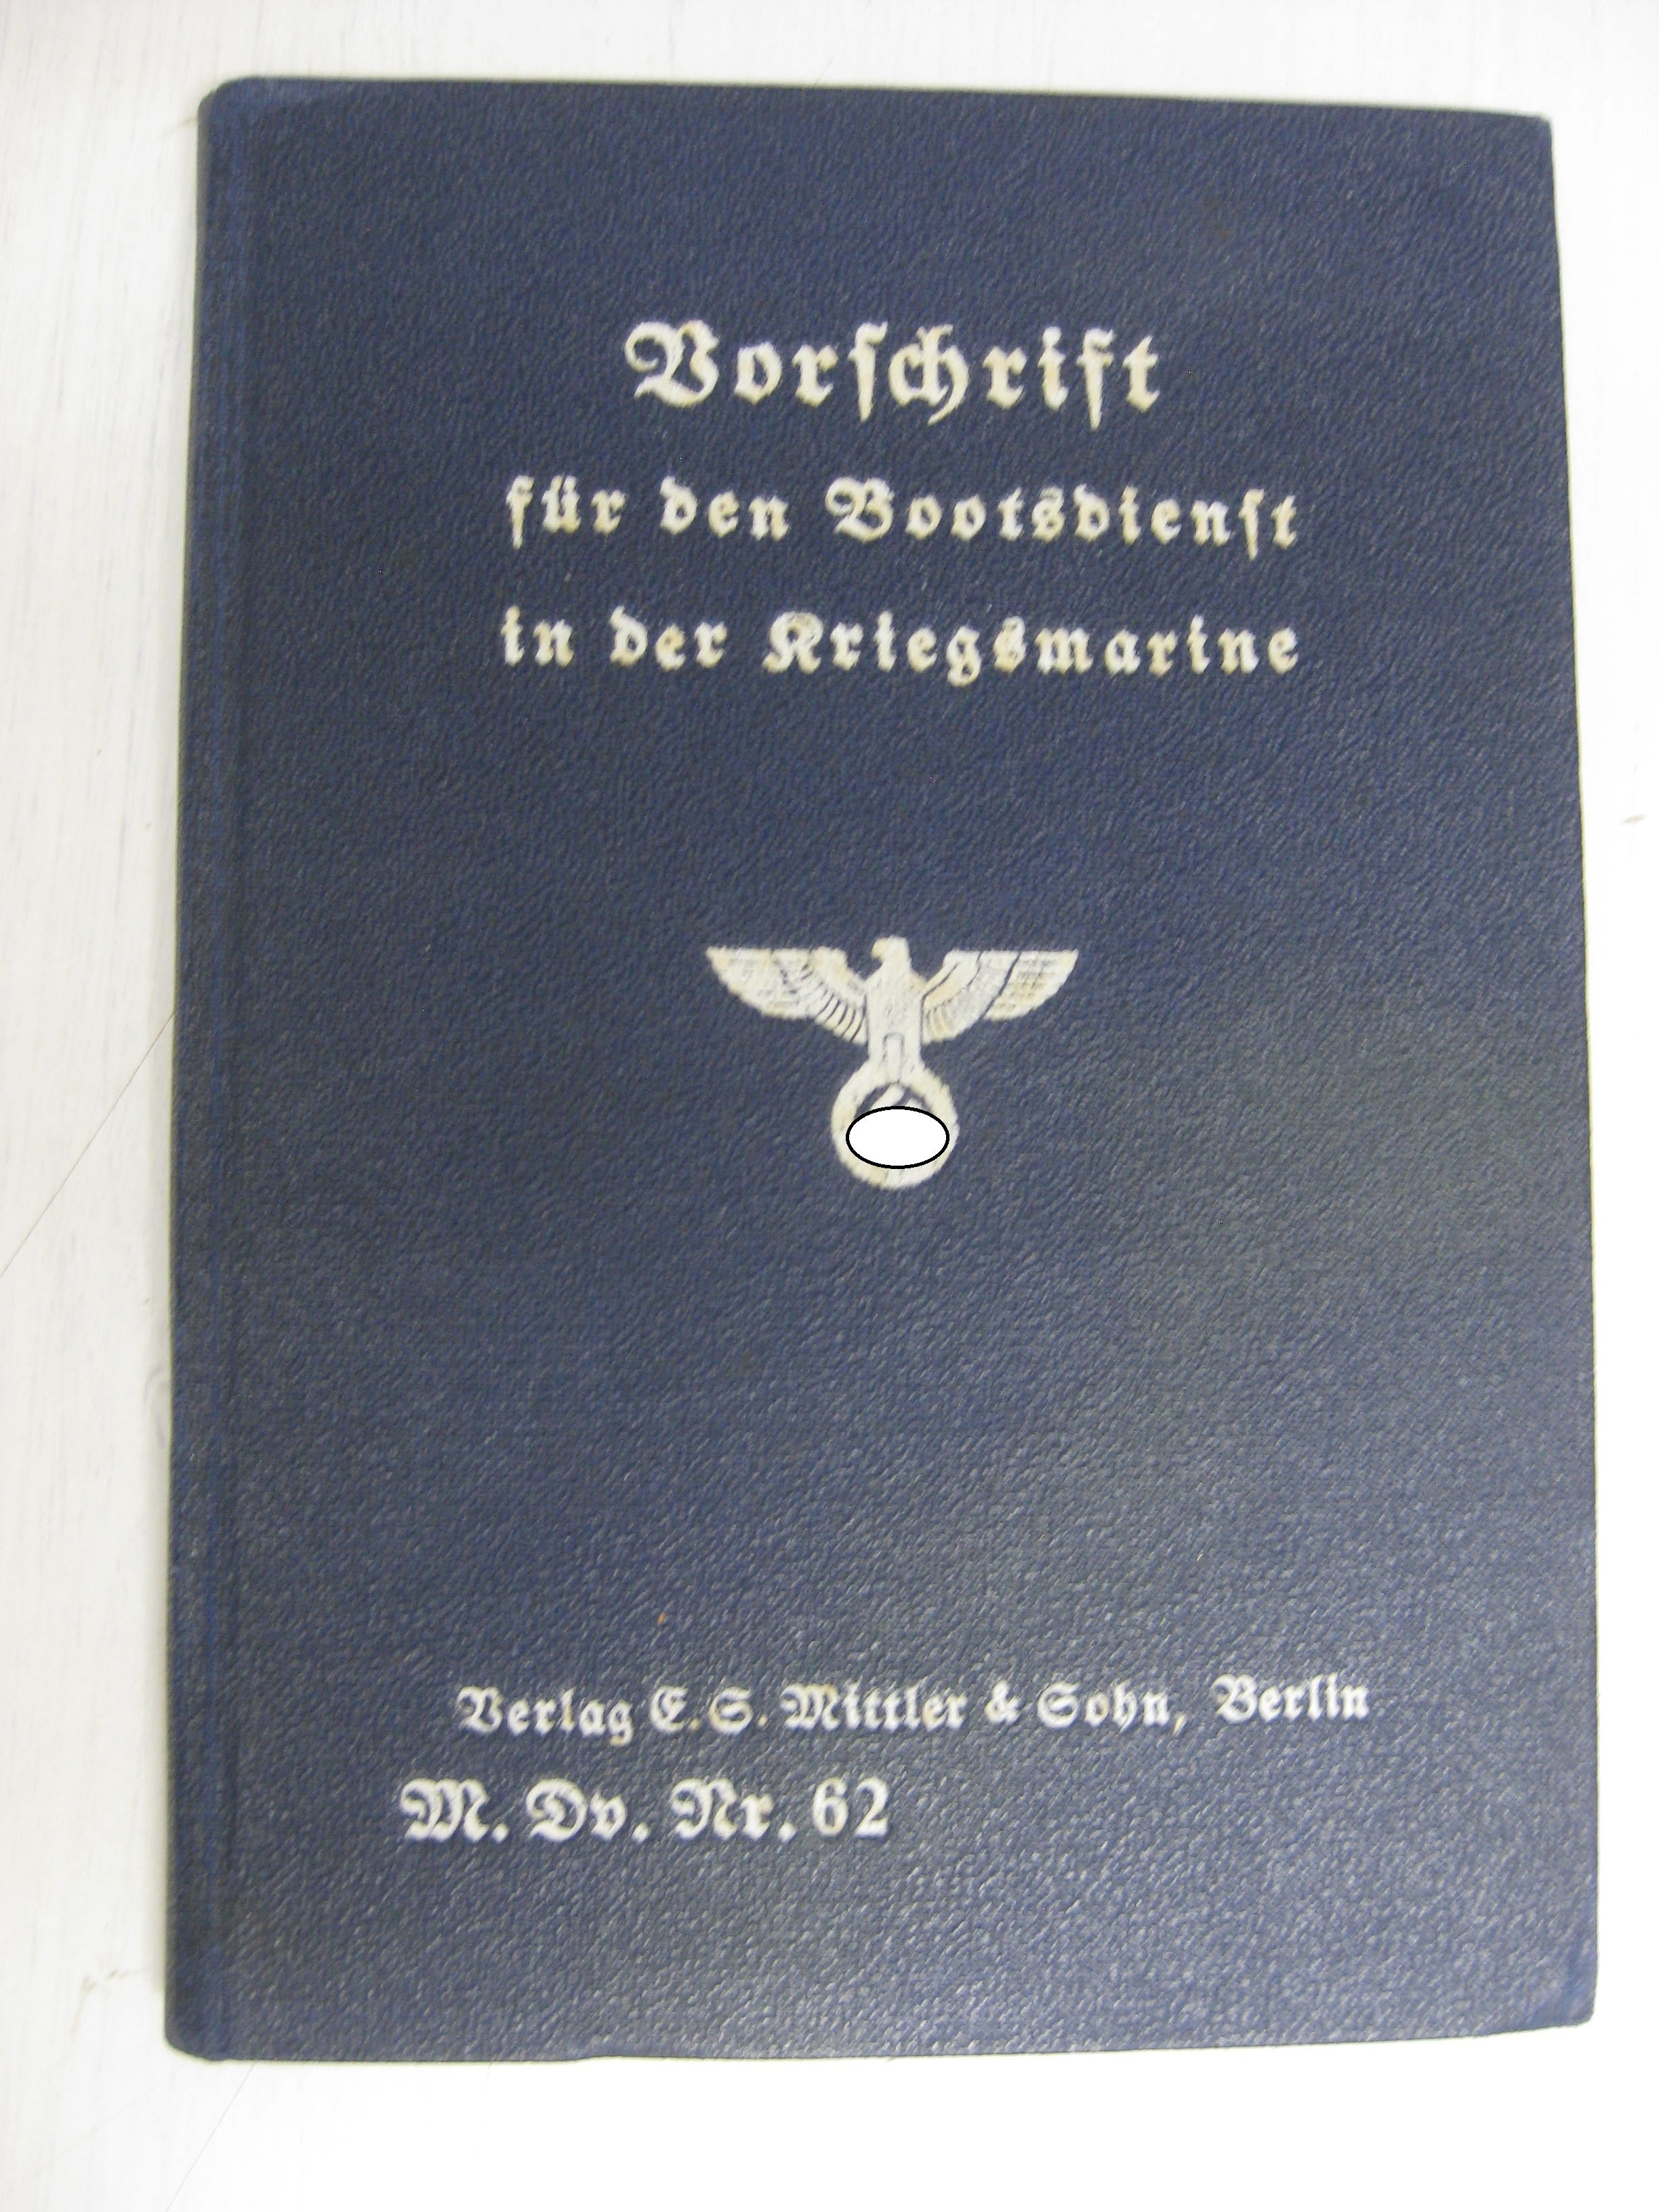 Vorschrift
für den Bootsdienst
in der Kriegsmarine
Verlag E. S. Mittler & Sohn, Berlin
M. Dv. Nr. 62